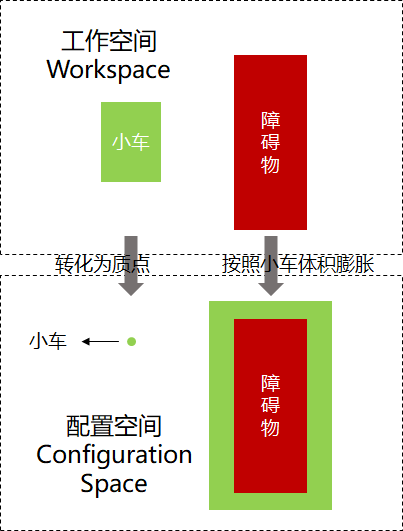 工作空间
Workspace
小车
障
碍
物
转化为质点
按照小车体积膨胀
小车
障
碍
物
配置空间
Configuration
Space